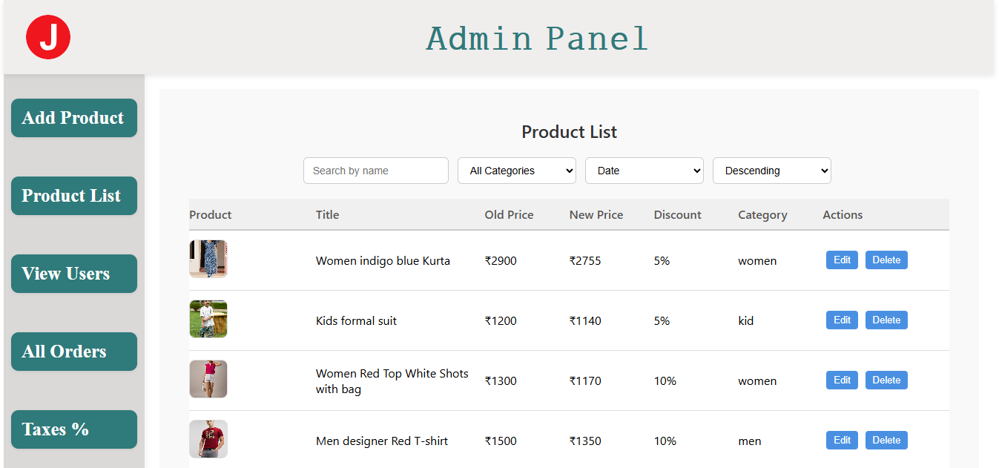 J
Admin Panel
Add Product
Product List
View Users
All Orders
Taxes %
Product List
Search by name All Categories Date Descending
Product Title Old Price New Price Discount Category Actions
Women indigo blue Kurta ₹2900 ₹2755 5% women Edit Delete
Kids formal suit ₹1200 ₹1140 5% kid Edit Delete
Women Red Top White Shots
with bag ₹1300 ₹1170 10% women Edit Delete
Men designer Red T-shirt ₹1500 ₹1350 10% men Edit Delete